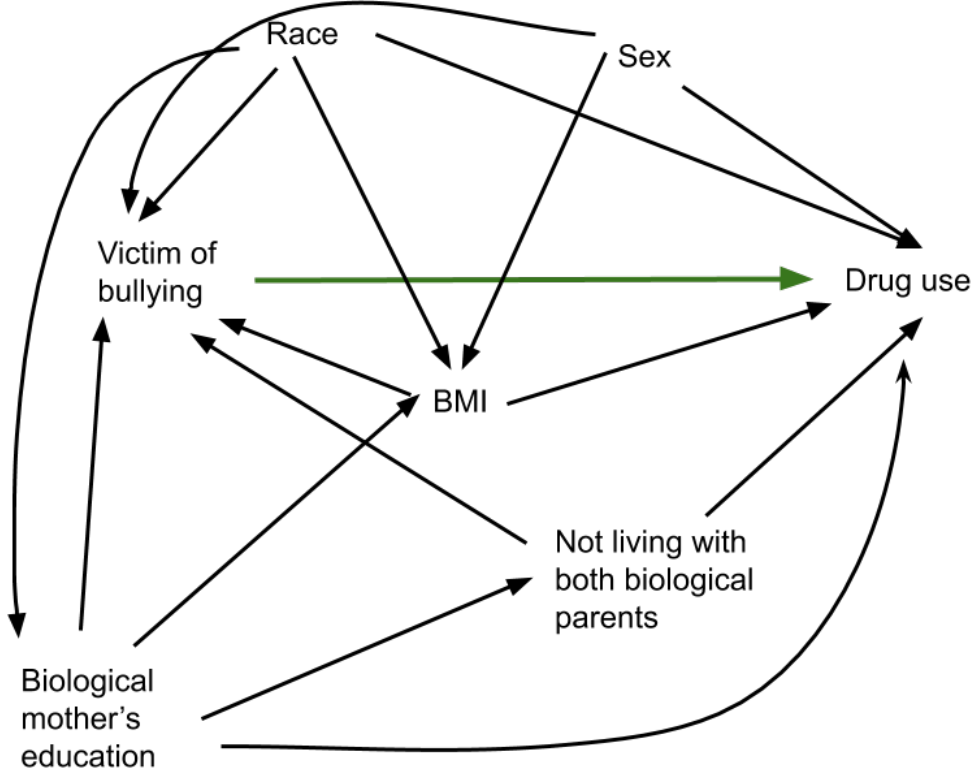 Race
Sex
Victim of
bullying
Drug use
BMI
Not living with
both biological
parents
Biological
mother's
education